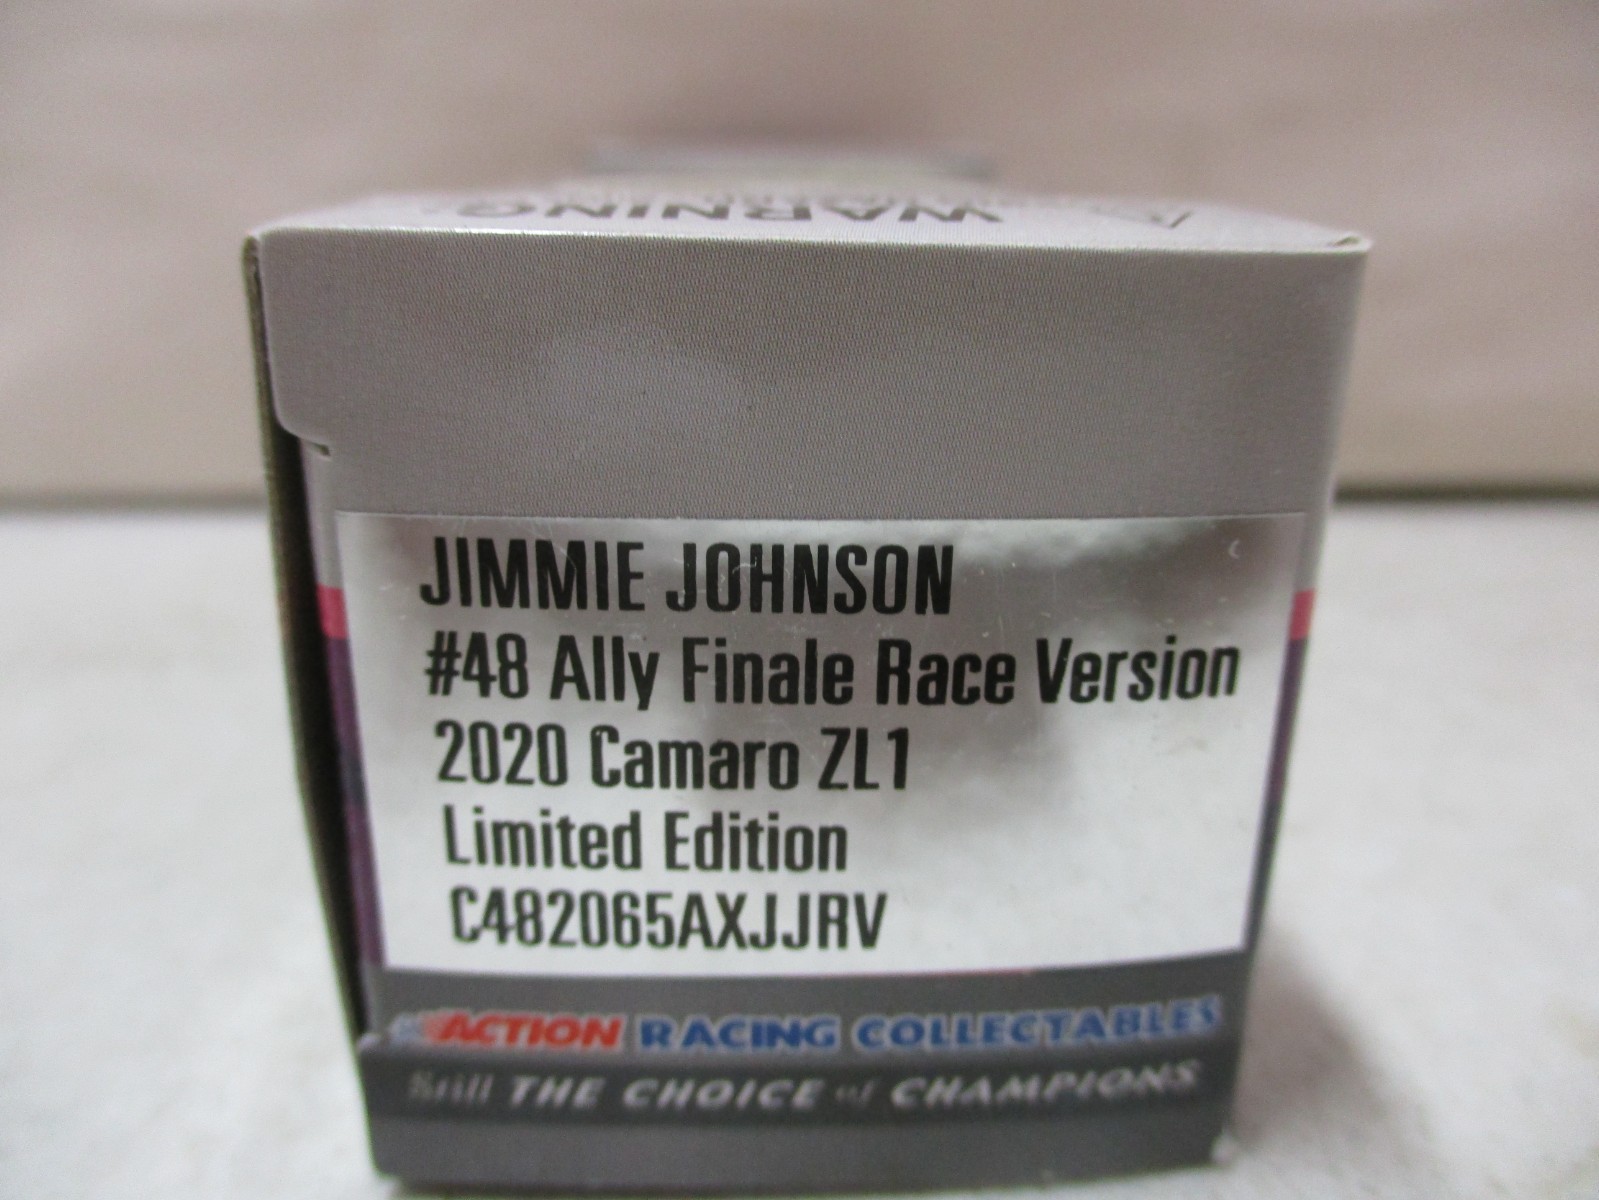 WARNING
JIMMIE JOHNSON
#48 Ally Finale Race Version
2020 Camaro ZL1
Limited Edition
C482065AXJJRV
ACTION RACING COLLECTABLES
Still THE CHOICE of CHAMPIONS